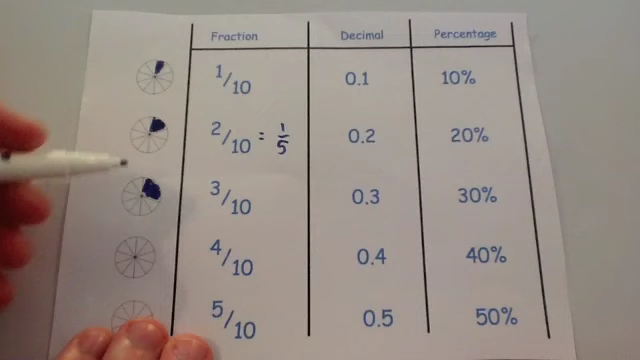 Fraction Decimal Percentage
1/10 0.1 10%
2/10 = 1/5 0.2 20%
3/10 0.3 30%
4/10 0.4 40%
5/10 0.5 50%